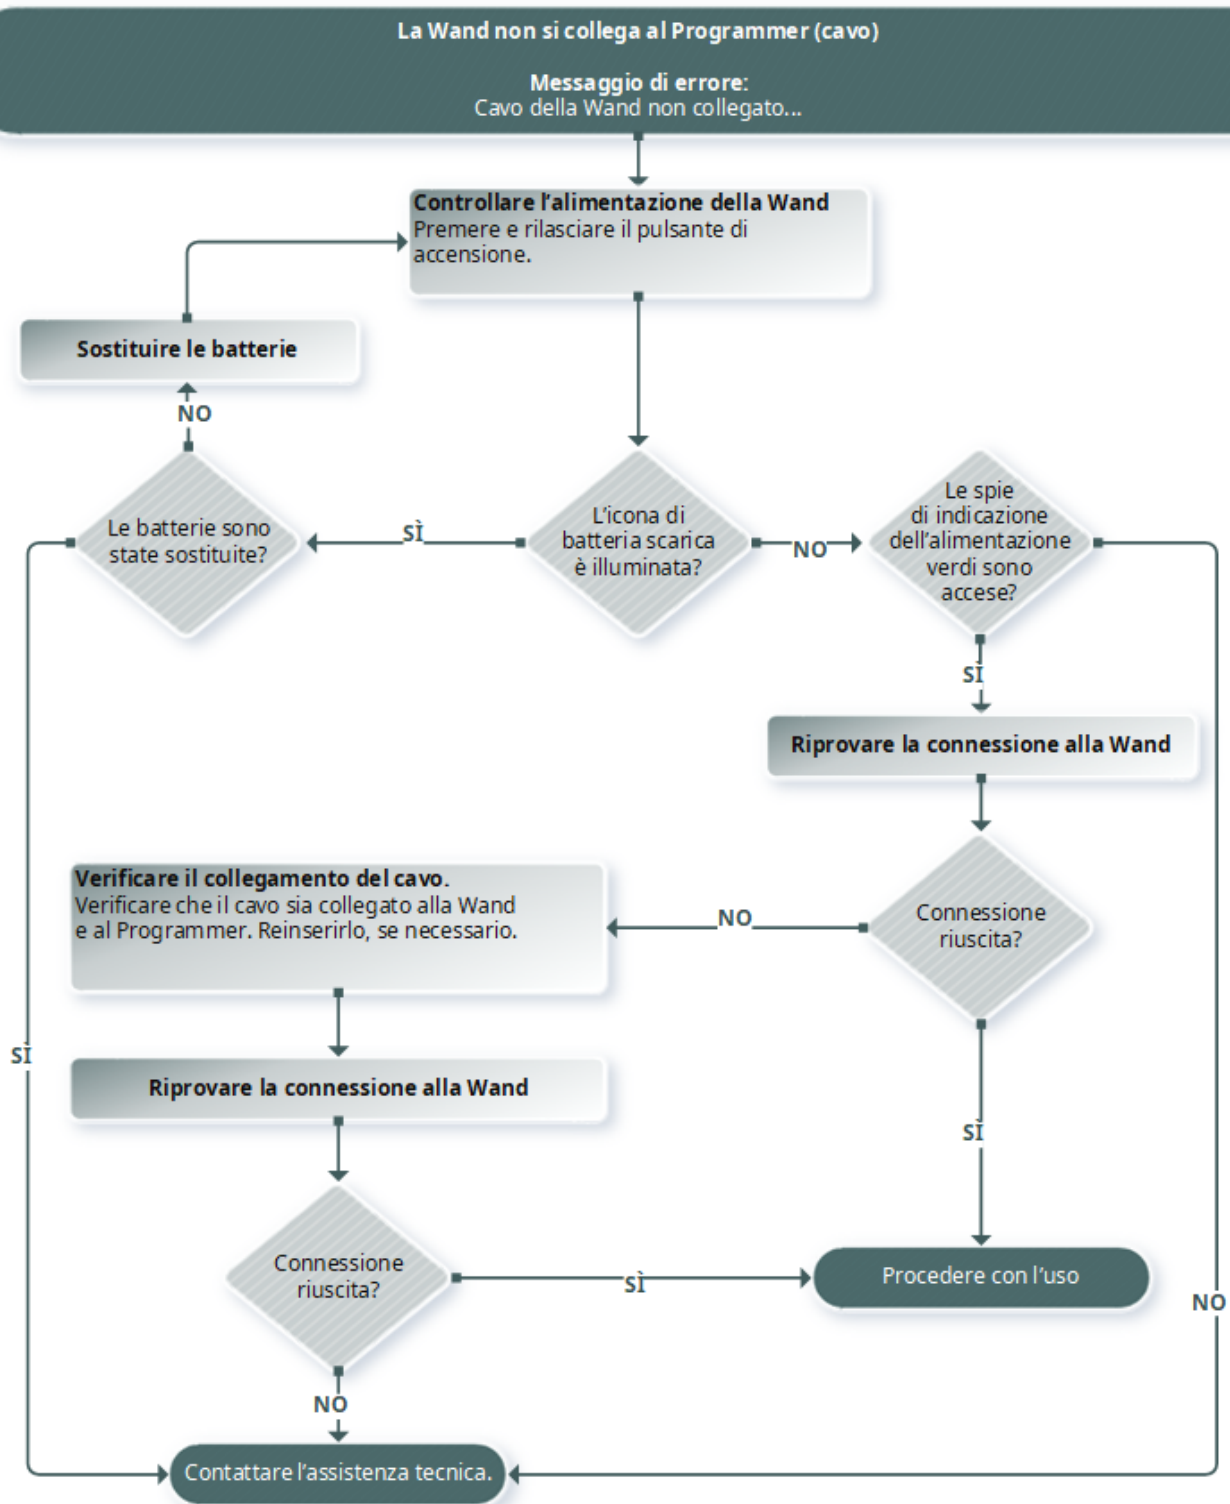 La Wand non si collega al Programmer (cavo)
Messaggio di errore:
Cavo della Wand non collegato...
Controllare l'alimentazione della Wand
Premere e rilasciare il pulsante di
accensione.
Sostituire le batterie
NO
Le batterie sono
state sostituite?
SÌ
L'icona di
batteria scarica
è illuminata?
NO
Le spie
di indicazione
dell'alimentazione
verdi sono
accese?
SÌ
Riprovare la connessione alla Wand
Connessione
riuscita?
NO
Verificare il collegamento del cavo.
Verificare che il cavo sia collegato alla Wand
e al Programmer. Reinserirlo, se necessario.
Riprovare la connessione alla Wand
SÌ
SÌ
Connessione
riuscita?
SÌ
Procedere con l'uso
NO
NO
Contattare l'assistenza tecnica.